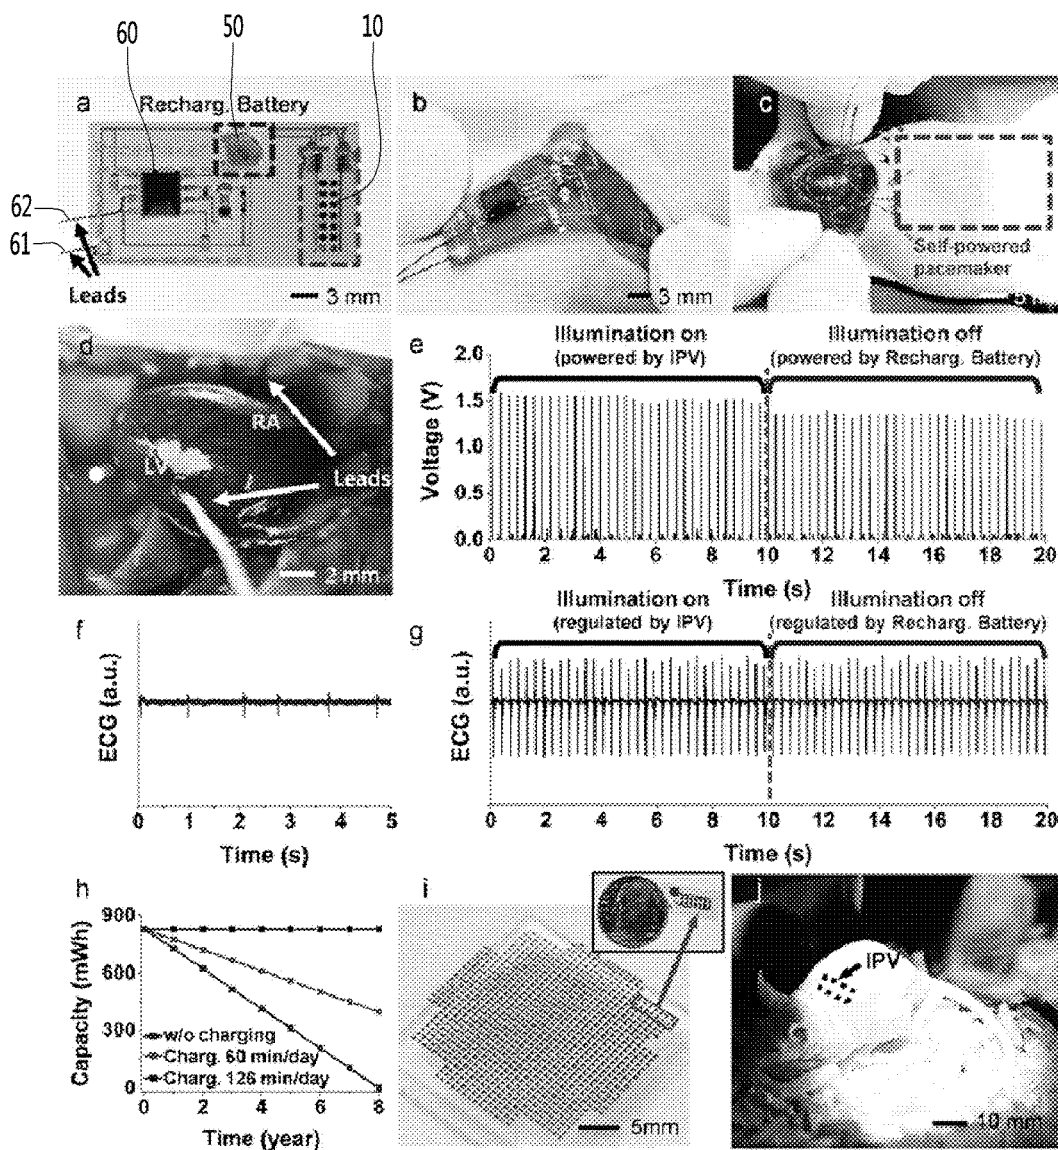 60
50
10
a
Recharg. Battery
62
61
Leads
3 mm
b
3 mm
c
Self-powered
pacemaker
d
RA
LV
Leads
2 mm
e
Illumination on
(powered by IPV)
Illumination off
(powered by Recharg. Battery)
Voltage (V)
2.0
1.5
1.0
0.5
0.0
0 2 4 6 8 10 12 14 16 18 20
Time (s)
f
ECG (a.u.)
0 1 2 3 4 5
Time (s)
g
Illumination on
(regulated by IPV)
Illumination off
(regulated by Recharg. Battery)
ECG (a.u.)
0 2 4 6 8 10 12 14 16 18 20
Time (s)
h
Capacity (mWh)
900
600
300
0
w/o charging
Charg. 60 min/day
Charg. 126 min/day
0 2 4 6 8
Time (year)
i
5mm
IPV
10 mm